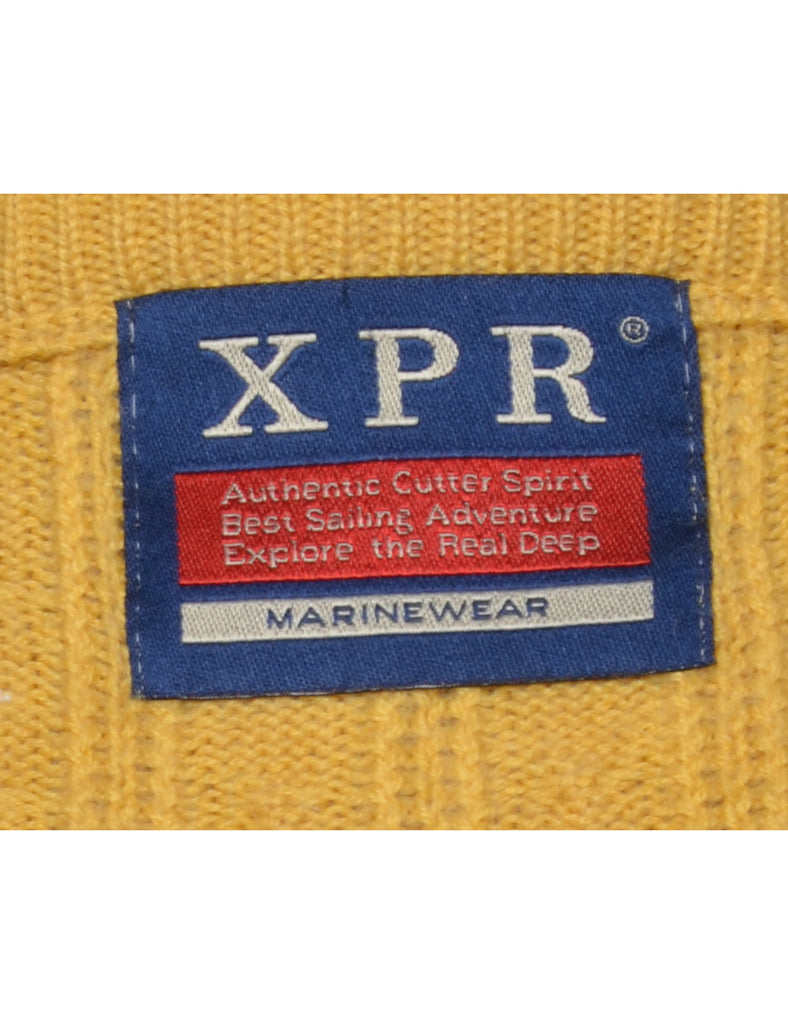 XPR®
Authentic Cutter Spirit
Best Sailing Adventure
Explore the Real Deep
MARINEWEAR